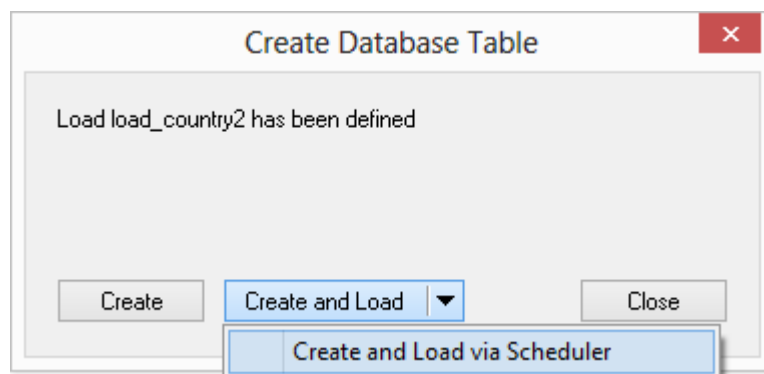 Create Database Table
Load load_country2 has been defined
Create
Create and Load
Close
Create and Load via Scheduler